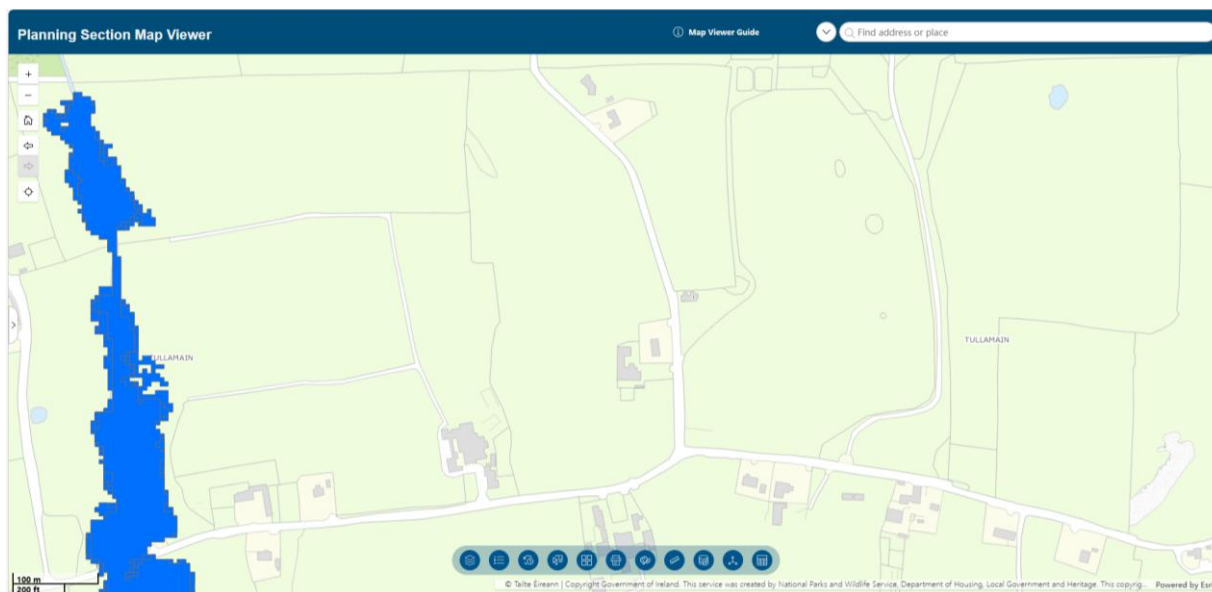 Planning Section Map Viewer
Map Viewer Guide
Find address or place
TULLAMAIN
TULLAMAIN
100 m
200 ft
© Tailte Éireann | Copyright Government of Ireland. This service was created by National Parks and Wildlife Service, Department of Housing, Local Government and Heritage. This copyrig...
Powered by Esri